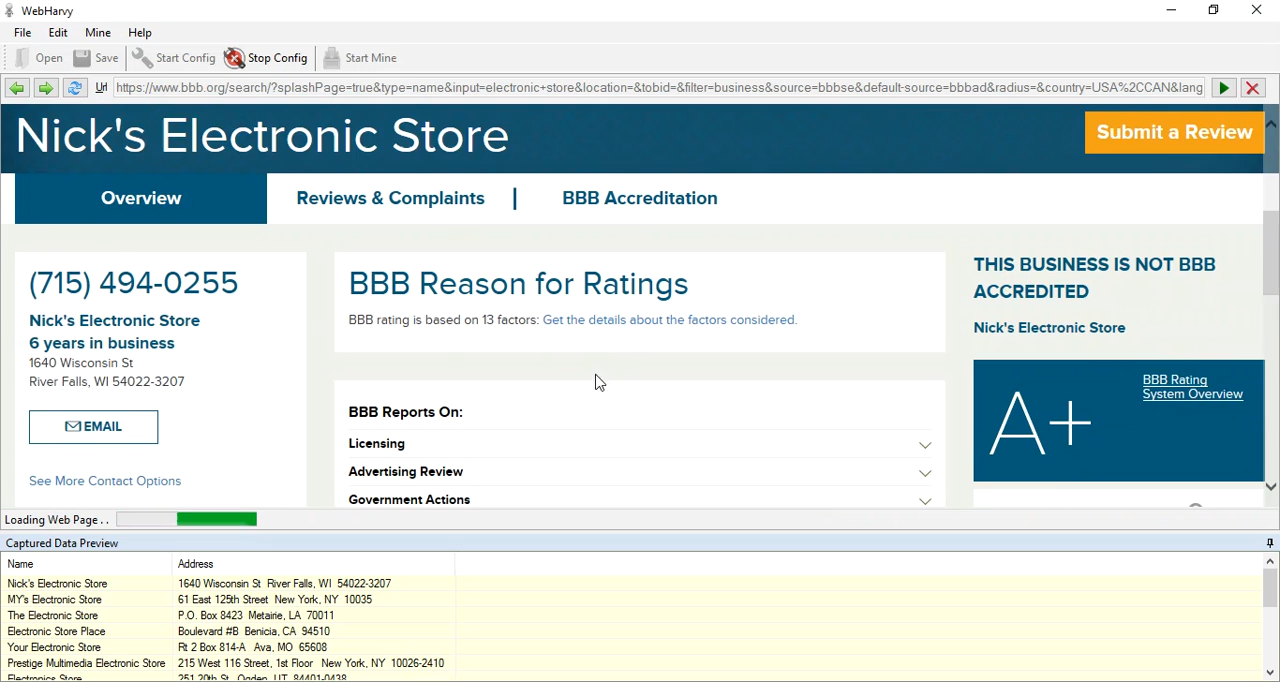 WebHarvy
File Edit Mine Help
Open Save Start Config Stop Config Start Mine
Url https://www.bbb.org/search/?splashPage=true&type=name&input=electronic+store&location=&tobid=&filter=business&source=bbbse&default-source=bbbad&radius=&country=USA%2CCAN&lang
Nick's Electronic Store
Submit a Review
Overview Reviews & Complaints | BBB Accreditation
(715) 494-0255
Nick's Electronic Store
6 years in business
1640 Wisconsin St
River Falls, WI 54022-3207
EMAIL
See More Contact Options
BBB Reason for Ratings
BBB rating is based on 13 factors: Get the details about the factors considered.
BBB Reports On:
Licensing
Advertising Review
Government Actions
THIS BUSINESS IS NOT BBB
ACCREDITED
Nick's Electronic Store
A+
BBB Rating
System Overview
Loading Web Page . .
Captured Data Preview
Name Address
Nick's Electronic Store 1640 Wisconsin St River Falls, WI 54022-3207
MY's Electronic Store 61 East 125th Street New York, NY 10035
The Electronic Store P.O. Box 8423 Metairie, LA 70011
Electronic Store Place Boulevard #B Benicia, CA 94510
Your Electronic Store Rt 2 Box 814-A Ava, MO 65608
Prestige Multimedia Electronic Store 215 West 116 Street, 1st Floor New York, NY 10026-2410
Electronics Store 251 20th St Ogden, UT 84401-0438